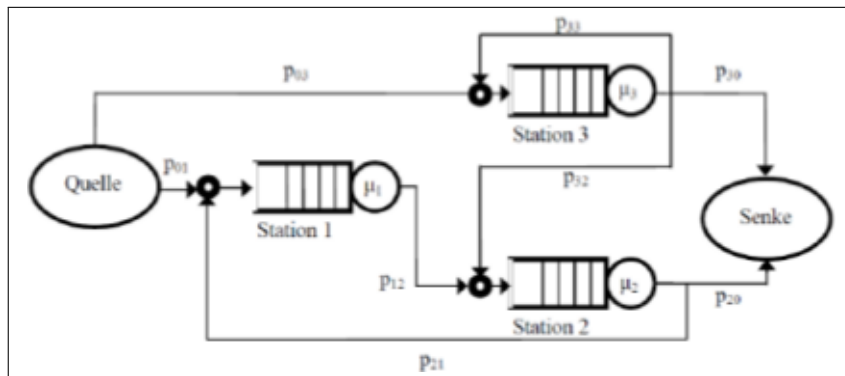 p₃₃
p₀₃
p₃₀
μ₃
Station 3
p₀₁
Quelle
μ₁
Station 1
p₃₂
Senke
p₁₂
μ₂
Station 2
p₂₀
p₂₁